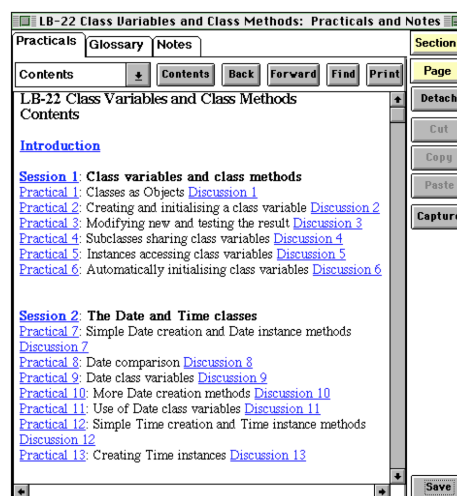 LB-22 Class Variables and Class Methods: Practicals and Notes
Practicals Glossary Notes
Section
Contents Contents Back Forward Find Print
Page
Detach
Cut
Copy
Paste
Capture
LB-22 Class Variables and Class Methods
Contents
Introduction
Session 1: Class variables and class methods
Practical 1: Classes as Objects Discussion 1
Practical 2: Creating and initialising a class variable Discussion 2
Practical 3: Modifying new and testing the result Discussion 3
Practical 4: Subclasses sharing class variables Discussion 4
Practical 5: Instances accessing class variables Discussion 5
Practical 6: Automatically initialising class variables Discussion 6
Session 2: The Date and Time classes
Practical 7: Simple Date creation and Date instance methods
Discussion 7
Practical 8: Date comparison Discussion 8
Practical 9: Date class variables Discussion 9
Practical 10: More Date creation methods Discussion 10
Practical 11: Use of Date class variables Discussion 11
Practical 12: Simple Time creation and Time instance methods
Discussion 12
Practical 13: Creating Time instances Discussion 13
Save